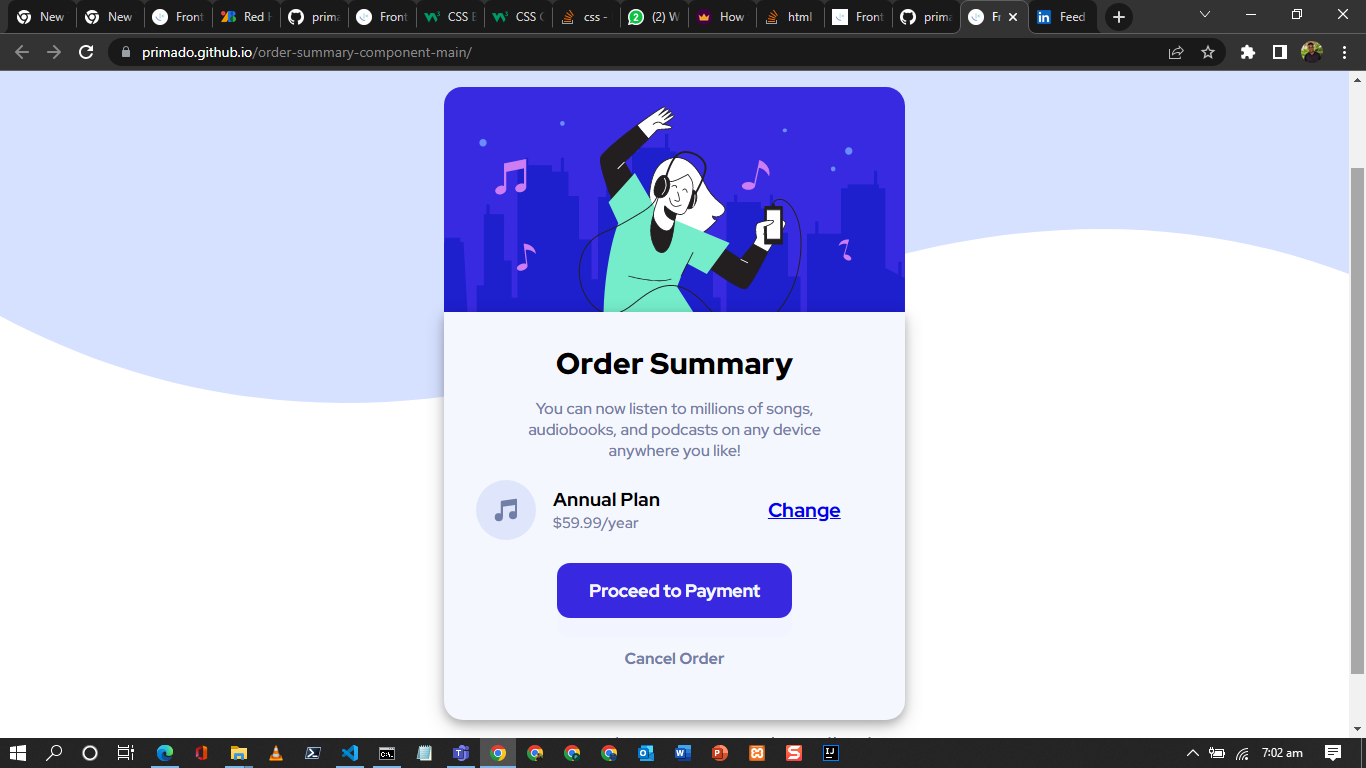 New
New
Front
Red H
prima
Front
CSS E
CSS C
css -
(2) W
How
html
Front
prima
Fr
Feed
primado.github.io/order-summary-component-main/
Order Summary
You can now listen to millions of songs,
audiobooks, and podcasts on any device
anywhere you like!
Annual Plan
$59.99/year
Change
Proceed to Payment
Cancel Order
7:02 am